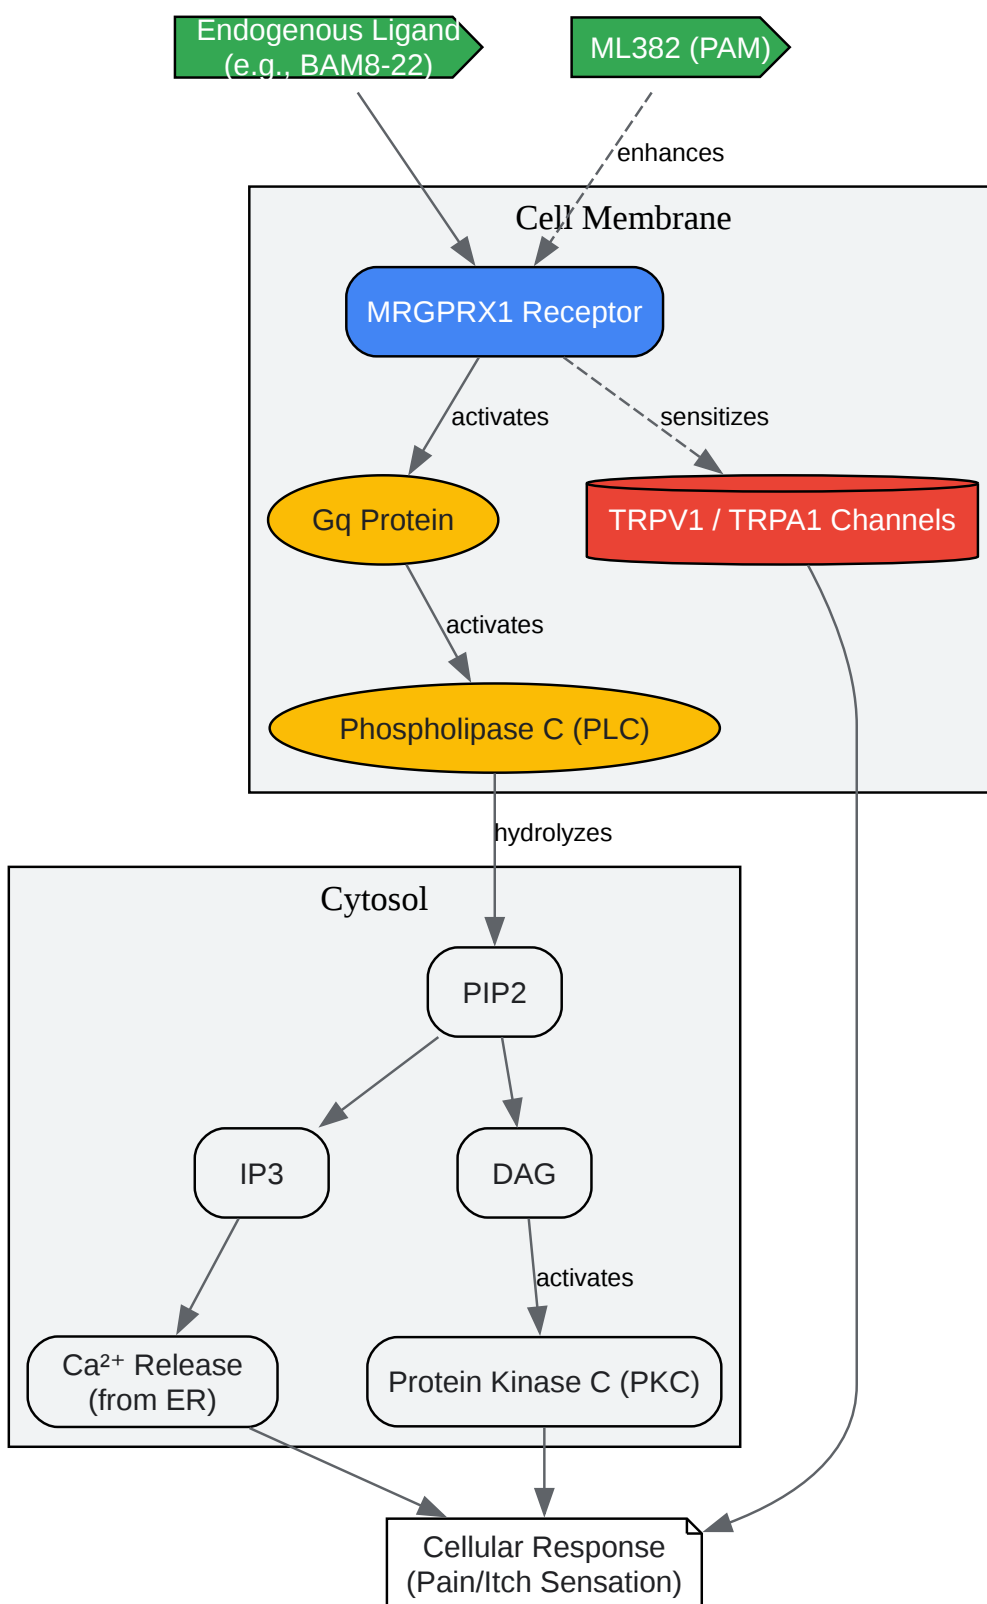 Endogenous Ligand
(e.g., BAM8-22)
ML382 (PAM)
enhances
Cell Membrane
MRGPRX1 Receptor
activates
sensitizes
Gq Protein
TRPV1 / TRPA1 Channels
activates
Phospholipase C (PLC)
hydrolyzes
Cytosol
PIP2
IP3
DAG
activates
Ca²⁺ Release
(from ER)
Protein Kinase C (PKC)
Cellular Response
(Pain/Itch Sensation)